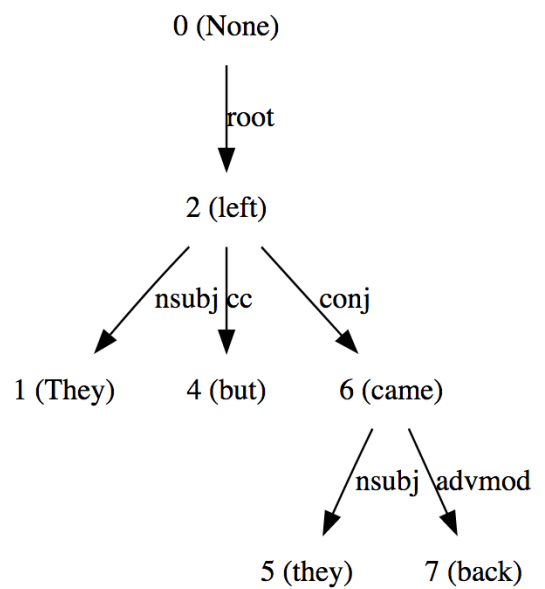 0 (None)
root
2 (left)
nsubj cc conj
1 (They) 4 (but) 6 (came)
nsubj advmod
5 (they) 7 (back)